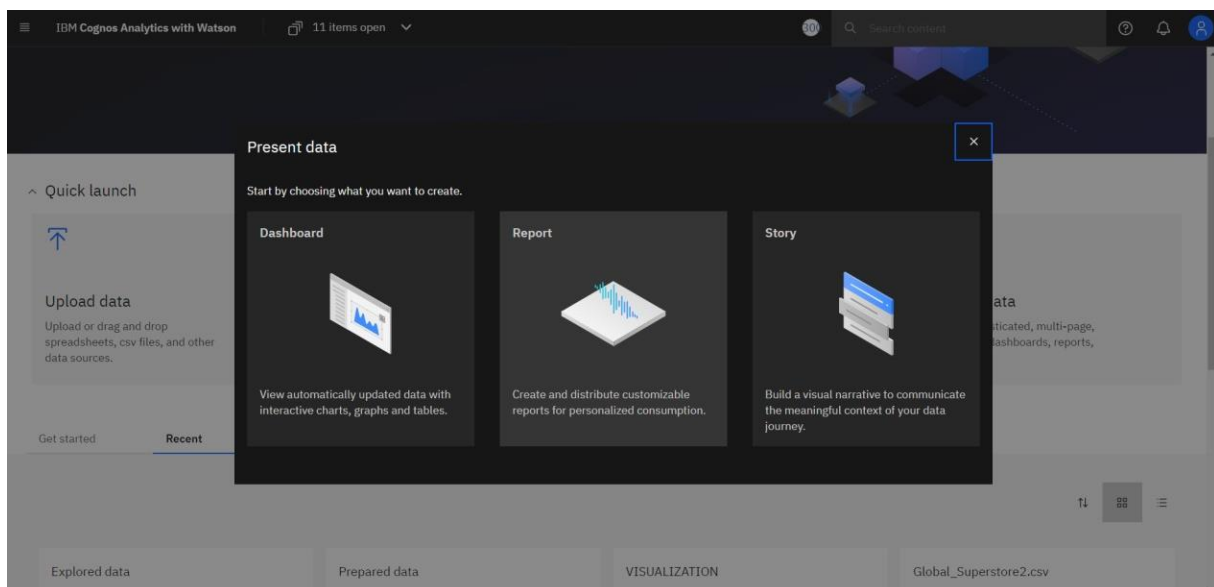 IBM Cognos Analytics with Watson
11 items open
Search content
Present data
Start by choosing what you want to create.
Quick launch
Upload data
Upload or drag and drop
spreadsheets, csv files, and other
data sources.
Dashboard
View automatically updated data with
interactive charts, graphs and tables.
Report
Create and distribute customizable
reports for personalized consumption.
Story
Build a visual narrative to communicate
the meaningful context of your data
journey.
ata
sticated, multi-page,
dashboards, reports,
Get started
Recent
Explored data
Prepared data
VISUALIZATION
Global_Superstore2.csv